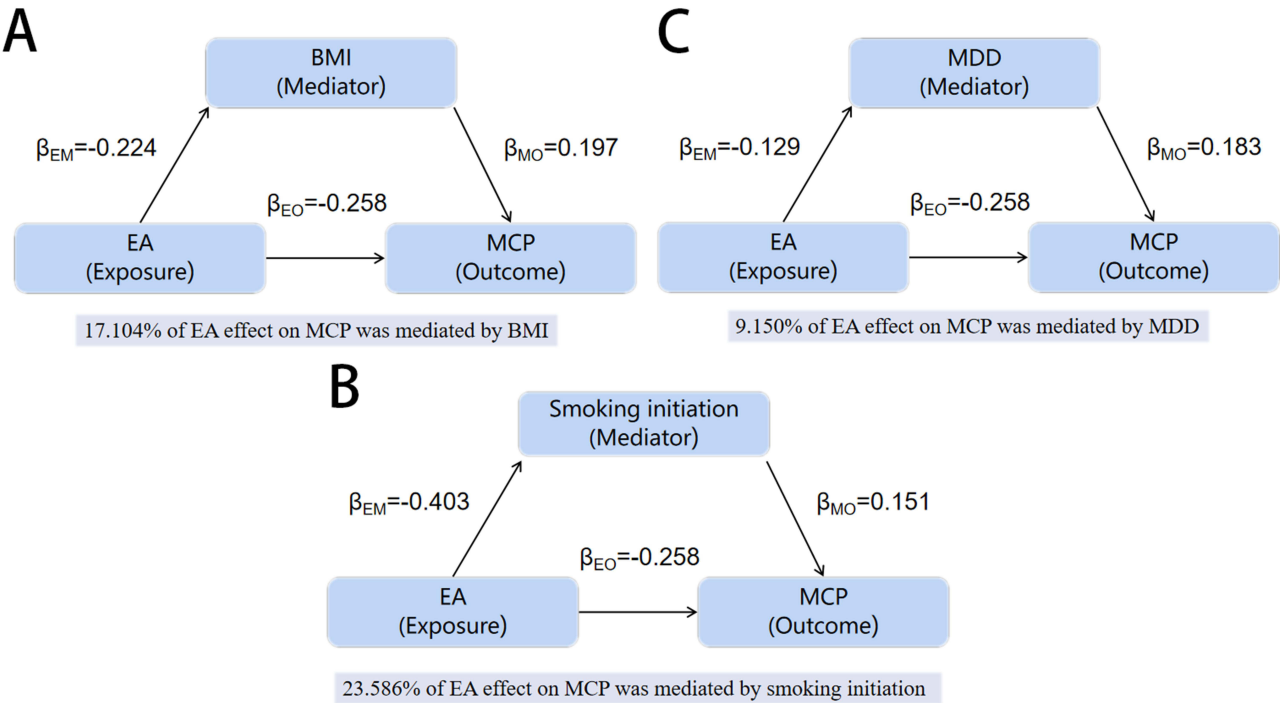 A
BMI
(Mediator)
βEM=-0.224
βMO=0.197
βEO=-0.258
EA
(Exposure)
MCP
(Outcome)
17.104% of EA effect on MCP was mediated by BMI
C
MDD
(Mediator)
βEM=-0.129
βMO=0.183
βEO=-0.258
EA
(Exposure)
MCP
(Outcome)
9.150% of EA effect on MCP was mediated by MDD
B
Smoking initiation
(Mediator)
βEM=-0.403
βMO=0.151
βEO=-0.258
EA
(Exposure)
MCP
(Outcome)
23.586% of EA effect on MCP was mediated by smoking initiation